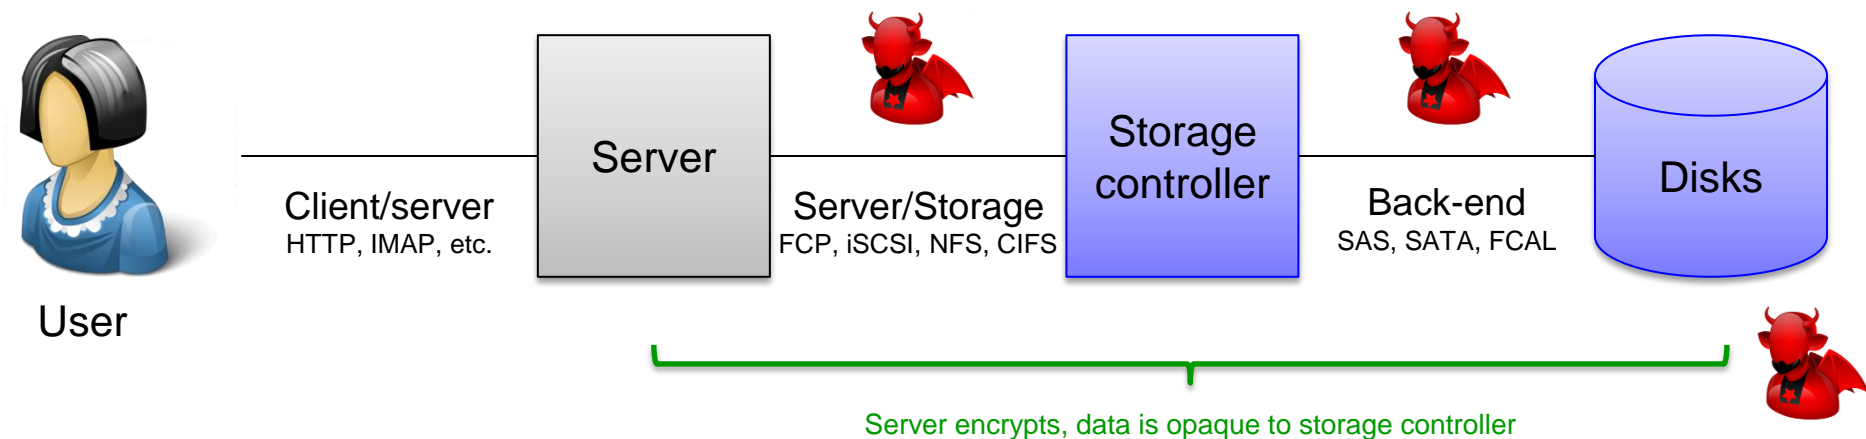 User
Client/server
HTTP, IMAP, etc.
Server
Server/Storage
FCP, iSCSI, NFS, CIFS
Storage
controller
Back-end
SAS, SATA, FCAL
Disks
Server encrypts, data is opaque to storage controller